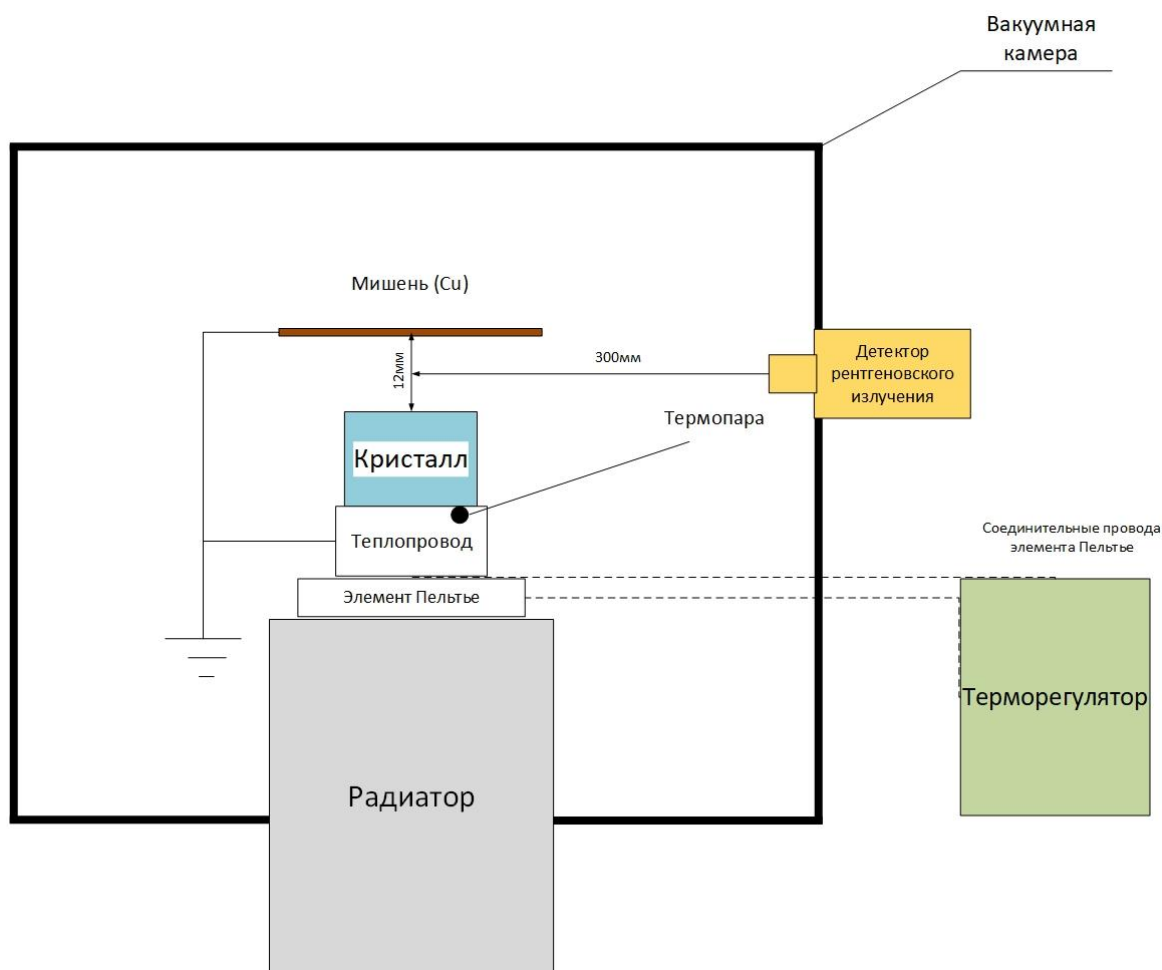 Вакуумная
камера
Мишень (Cu)
12мм
300мм
Детектор
рентгеновского
излучения
Термопара
Кристалл
Теплопровод
Соединительные провода
элемента Пельтье
Элемент Пельтье
Терморегулятор
Радиатор